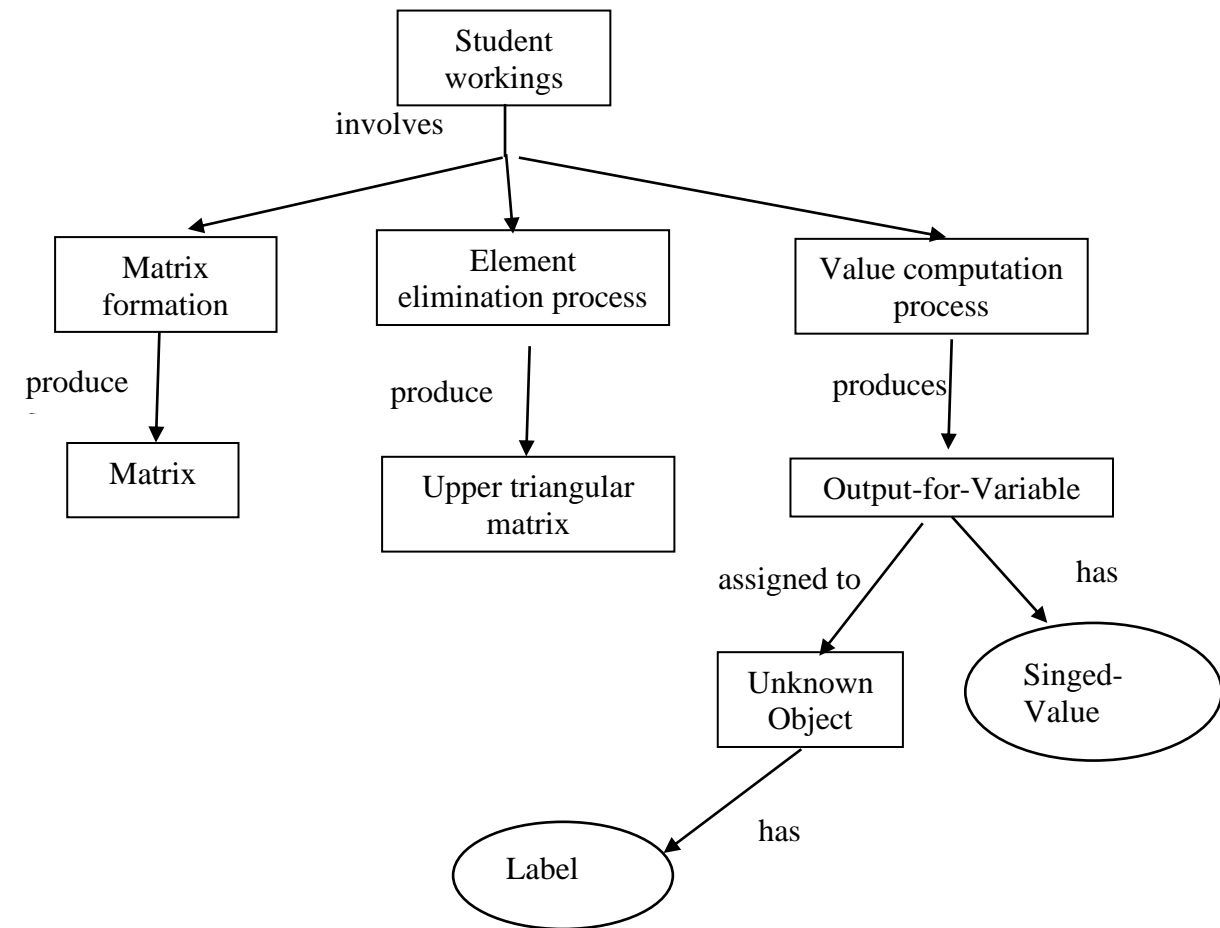 Student
workings
involves
Matrix
formation
Element
elimination process
Value computation
process
produce
produce
produces
Matrix
Upper triangular
matrix
Output-for-Variable
assigned to
has
Unknown
Object
Singed-
Value
has
Label